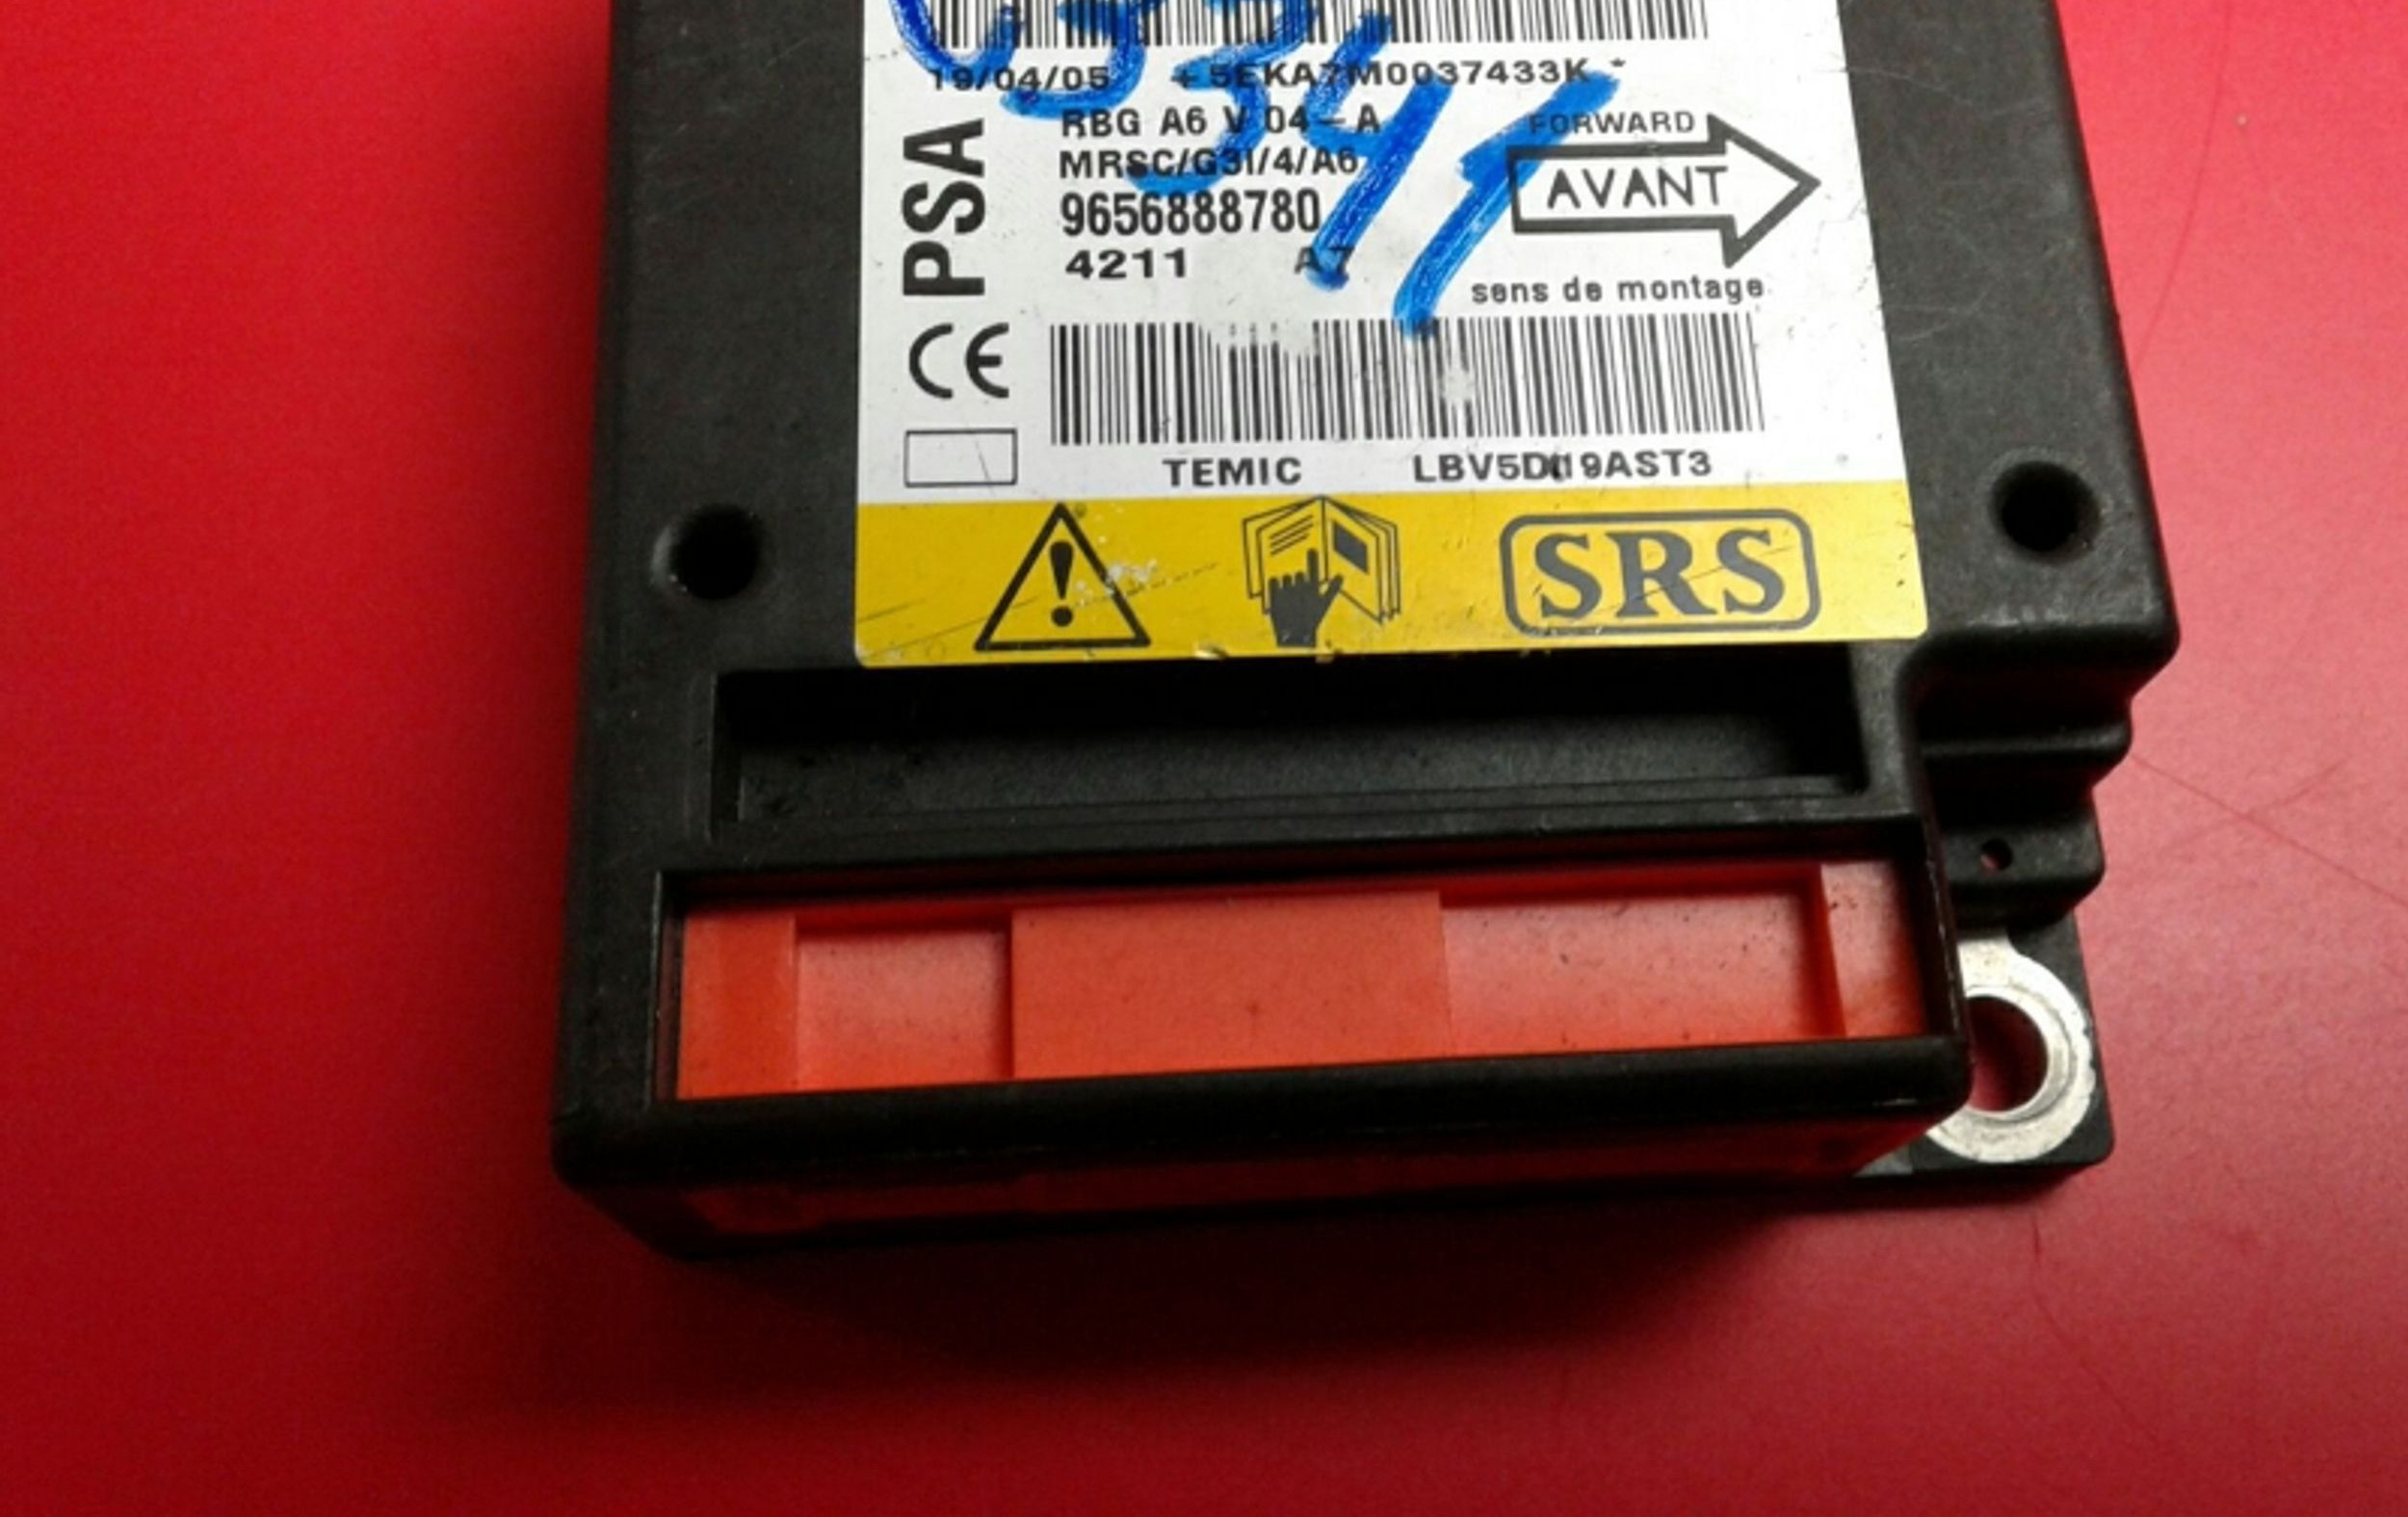 19/04/05 +5EKA7M0037433K *
RBG A6 V 04-A
MRSC/G3I/4/A6
9656888780
4211 A7
PSA
CE
FORWARD
AVANT
sens de montage
TEMIC
SRS